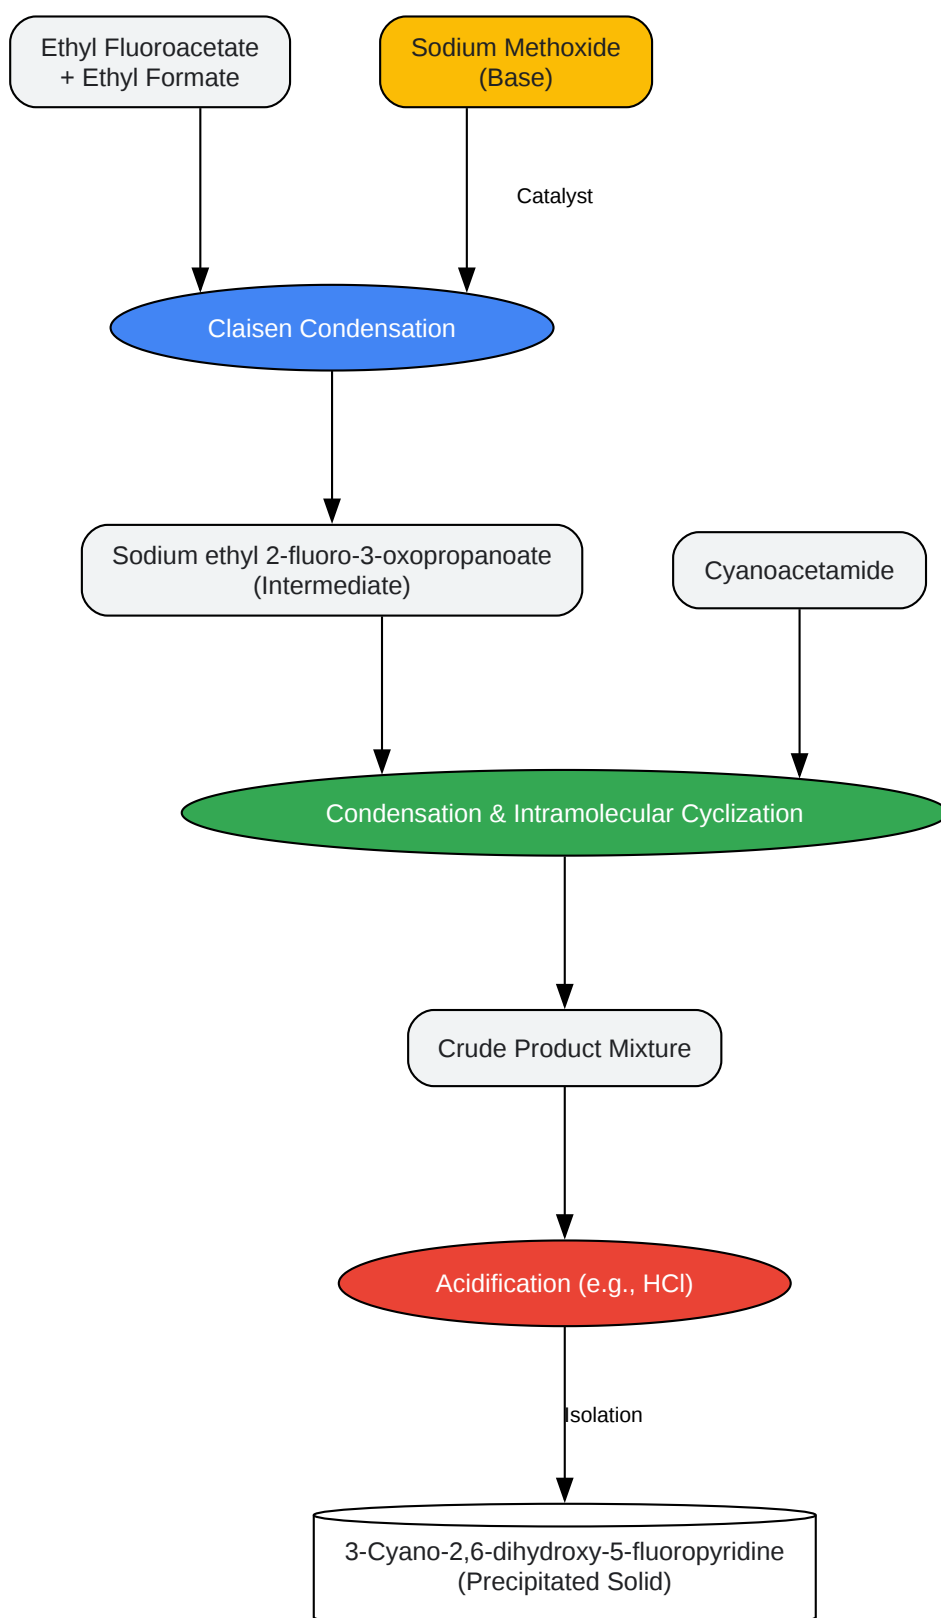 Ethyl Fluoroacetate
+ Ethyl Formate
Sodium Methoxide
(Base)
Catalyst
Claisen Condensation
Sodium ethyl 2-fluoro-3-oxopropanoate
(Intermediate)
Cyanoacetamide
Condensation & Intramolecular Cyclization
Crude Product Mixture
Acidification (e.g., HCl)
Isolation
3-Cyano-2,6-dihydroxy-5-fluoropyridine
(Precipitated Solid)